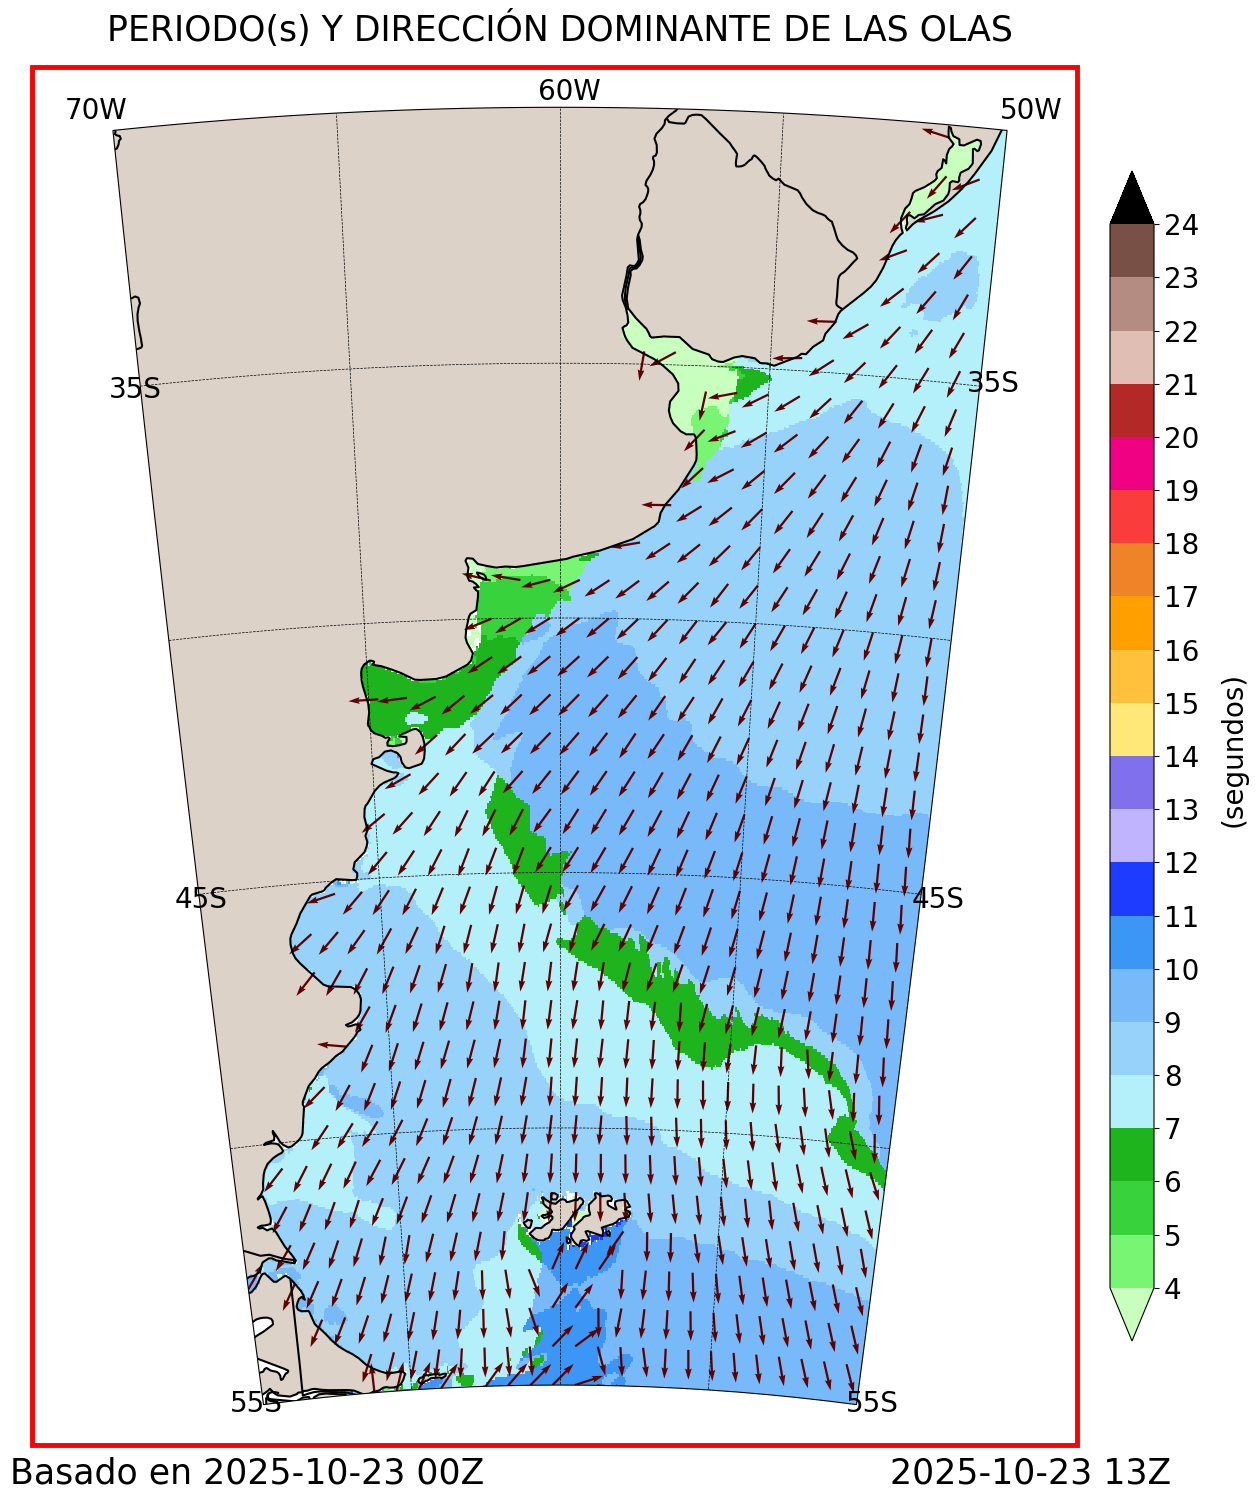 PERIODO(s) Y DIRECCIÓN DOMINANTE DE LAS OLAS
70W
60W
50W
35S
35S
45S
45S
55S
55S
24
23
22
21
20
19
18
17
16
15
14
13
12
11
10
9
8
7
6
5
4
(segundos)
Basado en 2025-10-23 00Z
2025-10-23 13Z